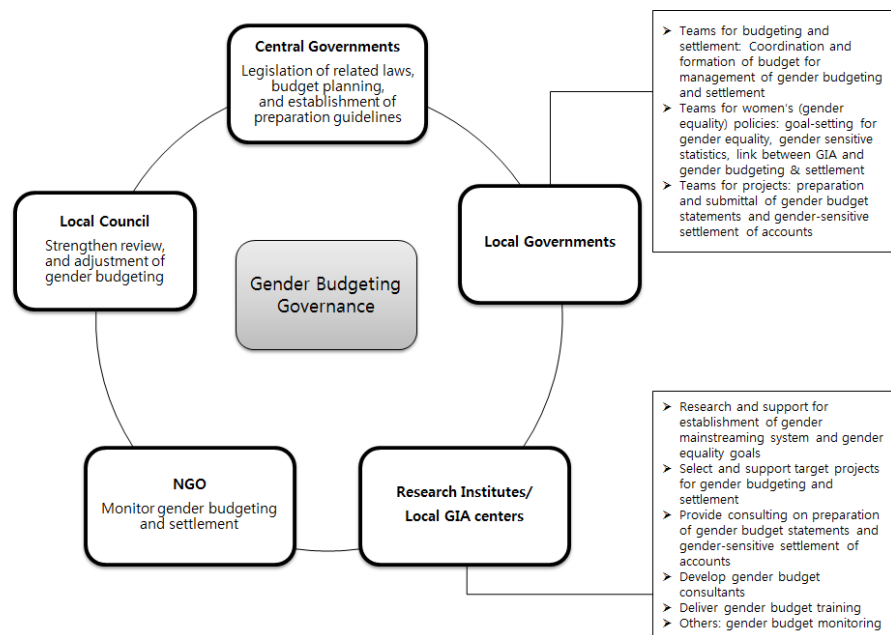 Central Governments
Legislation of related laws,
budget planning,
and establishment of
preparation guidelines
➢ Teams for budgeting and
settlement: Coordination and
formation of budget for
management of gender budgeting
and settlement
➢ Teams for women's (gender
equality) policies: goal-setting for
gender equality, gender sensitive
statistics, link between GIA and
gender budgeting & settlement
➢ Teams for projects: preparation
and submittal of gender budget
statements and gender-sensitive
settlement of accounts
Local Council
Strengthen review,
and adjustment of
gender budgeting
Gender Budgeting
Governance
Local Governments
NGO
Monitor gender budgeting
and settlement
Research Institutes/
Local GIA centers
➢ Research and support for
establishment of gender
mainstreaming system and gender
equality goals
➢ Select and support target projects
for gender budgeting and
settlement
➢ Provide consulting on preparation
of gender budget statements and
gender-sensitive settlement of
accounts
➢ Develop gender budget
consultants
➢ Deliver gender budget training
➢ Others: gender budget monitoring